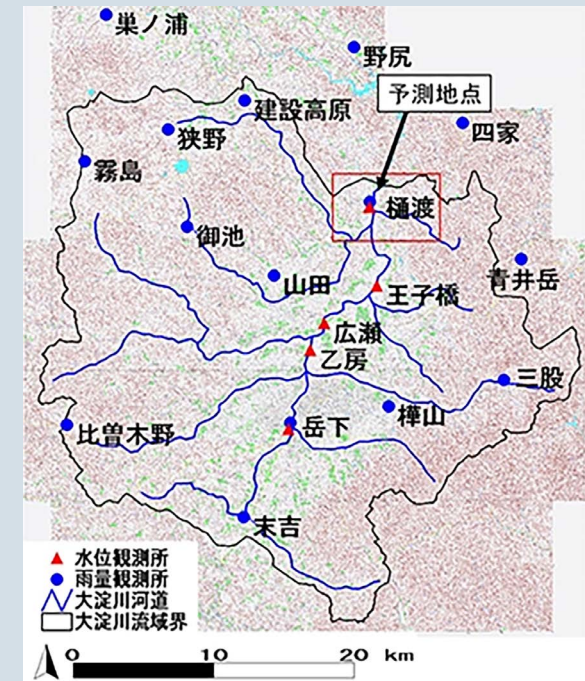 巣ノ浦
野尻
予測地点
建設高原
四家
狭野
霧島
樋渡
御池
青井岳
山田
王子橋
広瀬
乙房
三股
樺山
比曽木野
岳下
末吉
水位観測所
雨量観測所
大淀川河道
大淀川流域界
0 10 20 km